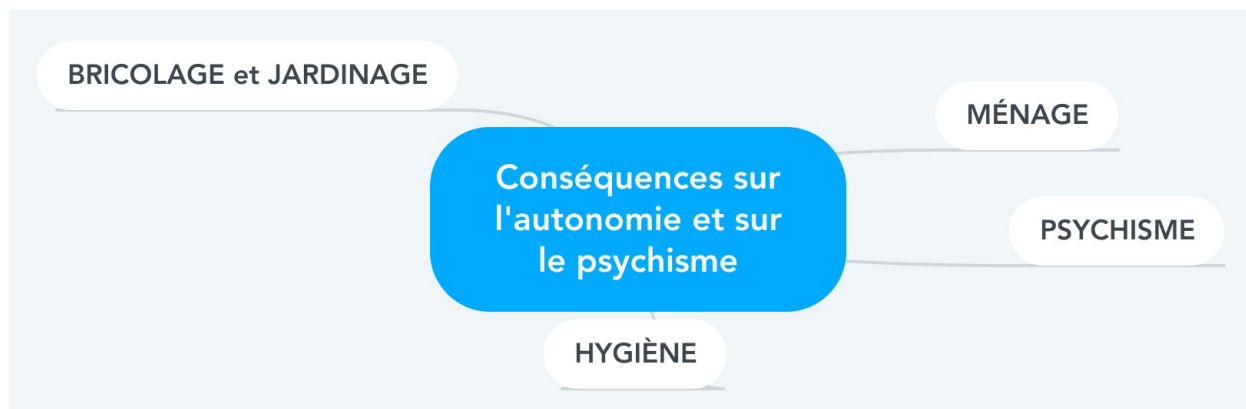 BRICOLAGE et JARDINAGE
MÉNAGE
Conséquences sur
l'autonomie et sur
le psychisme
PSYCHISME
HYGIÈNE